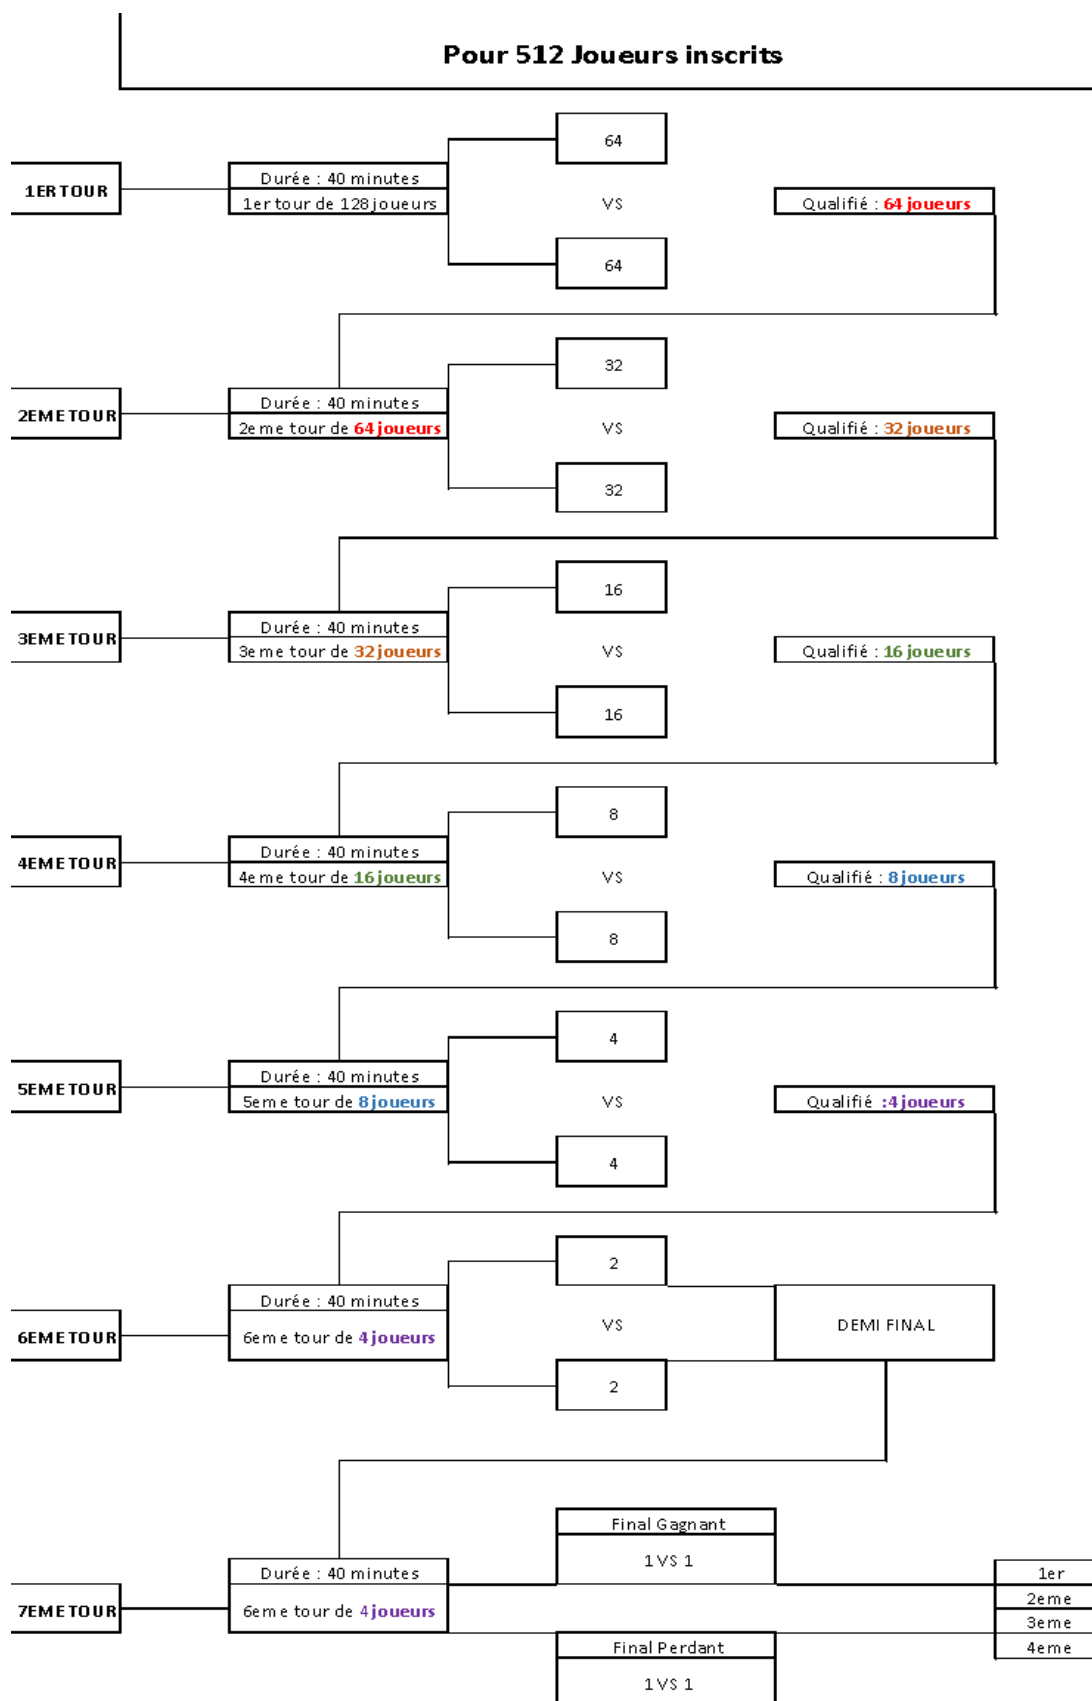 Pour 512 Joueurs inscrits
64
1ER TOUR
Durée : 40 minutes
1er tour de 128 joueurs
VS
Qualifié : 64 joueurs
64
32
2EME TOUR
Durée : 40 minutes
2eme tour de 64 joueurs
VS
Qualifié : 32 joueurs
32
16
3EME TOUR
Durée : 40 minutes
3eme tour de 32 joueurs
VS
Qualifié : 16 joueurs
16
8
4EME TOUR
Durée : 40 minutes
4eme tour de 16 joueurs
VS
Qualifié : 8 joueurs
8
4
5EME TOUR
Durée : 40 minutes
5eme tour de 8 joueurs
VS
Qualifié :4 joueurs
4
2
6EME TOUR
Durée : 40 minutes
6eme tour de 4 joueurs
VS
DEMI FINAL
2
Final Gagnant
1 VS 1
7EME TOUR
Durée : 40 minutes
6eme tour de 4 joueurs
1er
2eme
3eme
4eme
Final Perdant
1 VS 1